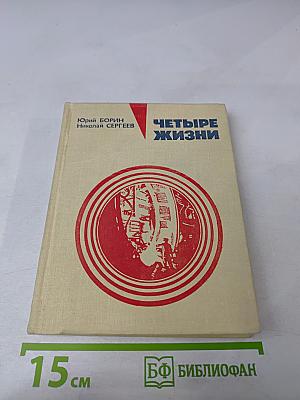 Юрий БОРИН
Николай СЕРГЕЕВ
ЧЕТЫРЕ
ЖИЗНИ
15 см
БФ БИБЛИОФАН